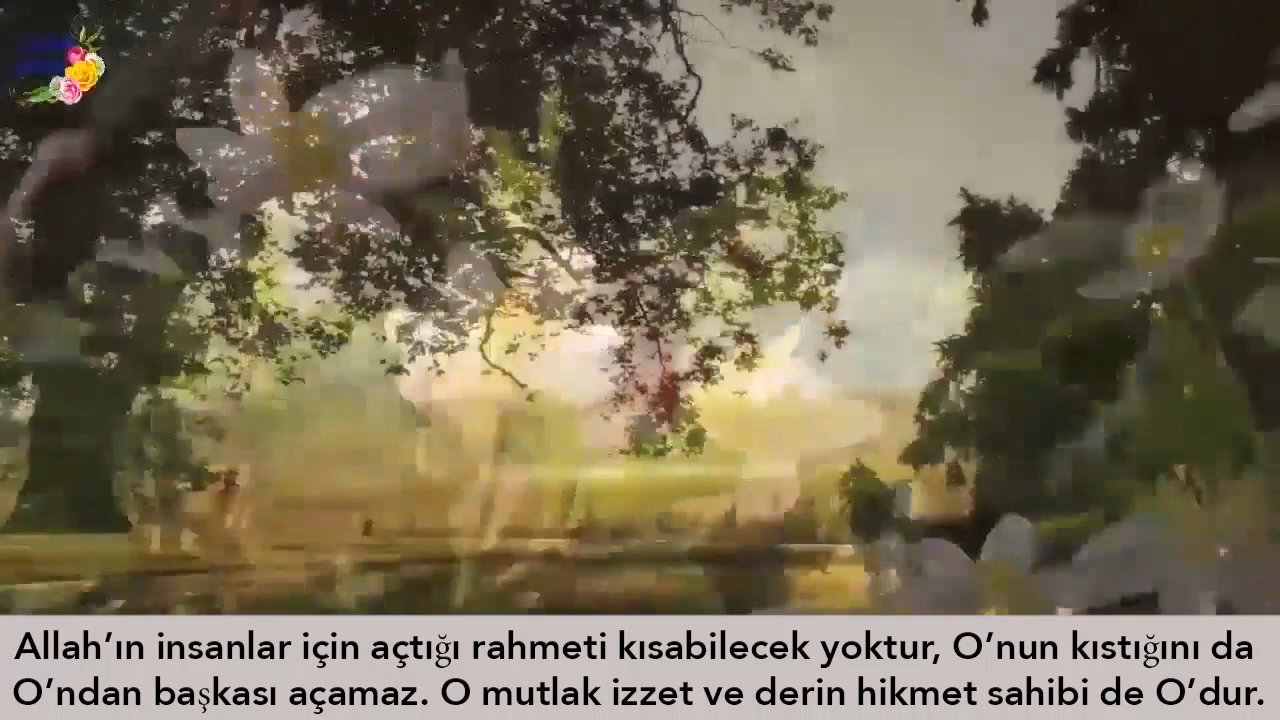 Allah’ın insanlar için açtığı rahmeti kısabilecek yoktur, O’nun kıstığını da
O’ndan başkası açamaz. O mutlak izzet ve derin hikmet sahibi de O’dur.